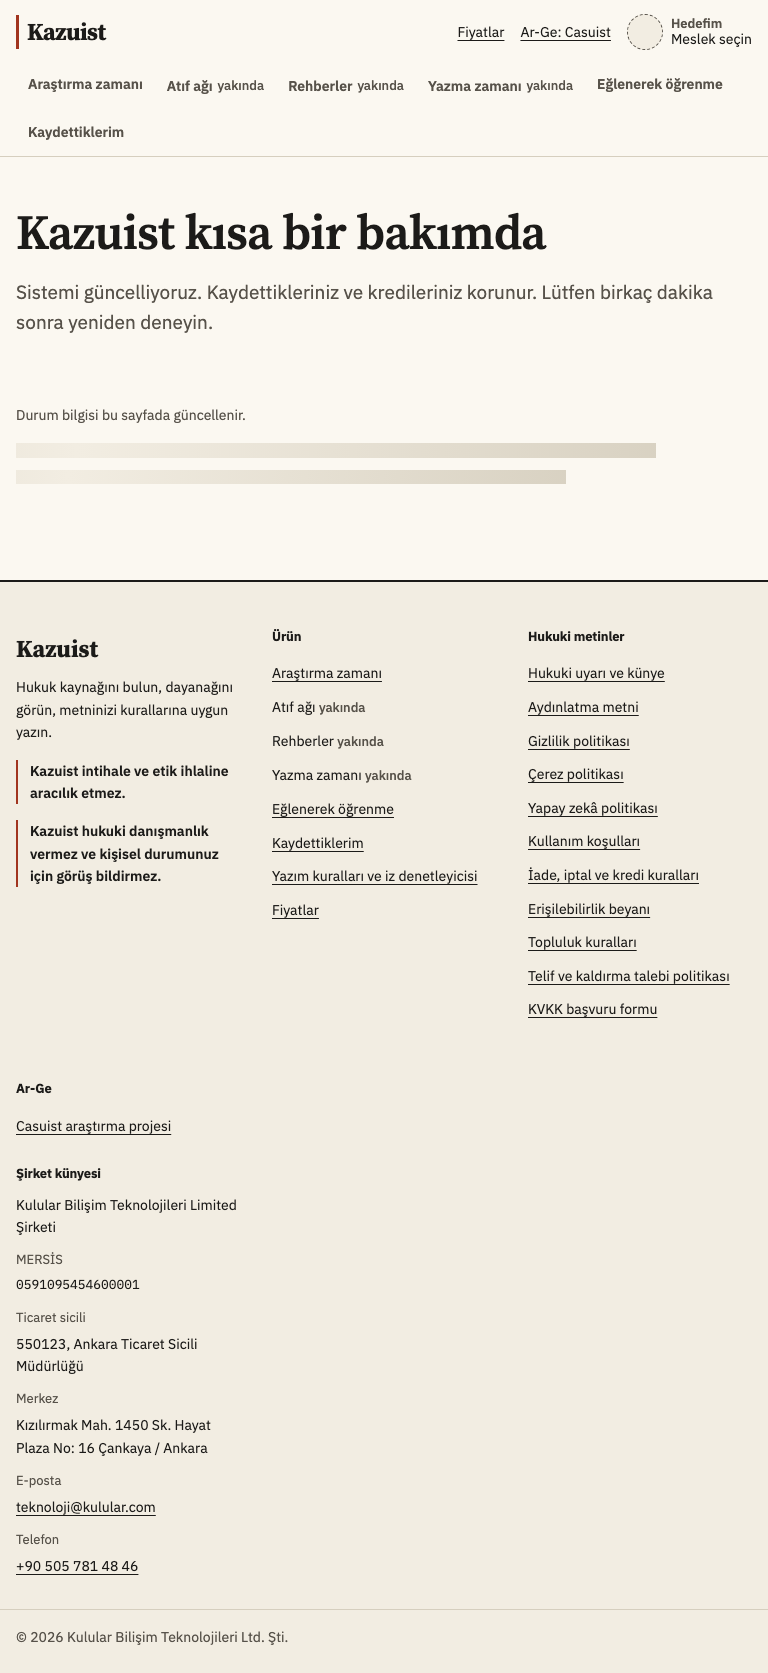 Kazuist
Fiyatlar
Ar-Ge: Casuist
Hedefim
Meslek seçin
Araştırma zamanı
Atıf ağı yakında
Rehberler yakında
Yazma zamanı yakında
Eğlenerek öğrenme
Kaydettiklerim
Kazuist kısa bir bakımda
Sistemi güncelliyoruz. Kaydettikleriniz ve kredileriniz korunur. Lütfen birkaç dakika
sonra yeniden deneyin.
Durum bilgisi bu sayfada güncellenir.
Kazuist
Hukuk kaynağını bulun, dayanağını
görün, metninizi kurallarına uygun
yazın.
Kazuist intihale ve etik ihlaline
aracılık etmez.
Kazuist hukuki danışmanlık
vermez ve kişisel durumunuz
için görüş bildirmez.
Ürün
Araştırma zamanı
Atıf ağı yakında
Rehberler yakında
Yazma zamanı yakında
Eğlenerek öğrenme
Kaydettiklerim
Yazım kuralları ve iz denetleyicisi
Fiyatlar
Hukuki metinler
Hukuki uyarı ve künye
Aydınlatma metni
Gizlilik politikası
Çerez politikası
Yapay zekâ politikası
Kullanım koşulları
İade, iptal ve kredi kuralları
Erişilebilirlik beyanı
Topluluk kuralları
Telif ve kaldırma talebi politikası
KVKK başvuru formu
Ar-Ge
Casuist araştırma projesi
Şirket künyesi
Kulular Bilişim Teknolojileri Limited
Şirketi
MERSİS
0591095454600001
Ticaret sicili
550123, Ankara Ticaret Sicili
Müdürlüğü
Merkez
Kızılırmak Mah. 1450 Sk. Hayat
Plaza No: 16 Çankaya / Ankara
E-posta
teknoloji@kulular.com
Telefon
+90 505 781 48 46
© 2026 Kulular Bilişim Teknolojileri Ltd. Şti.